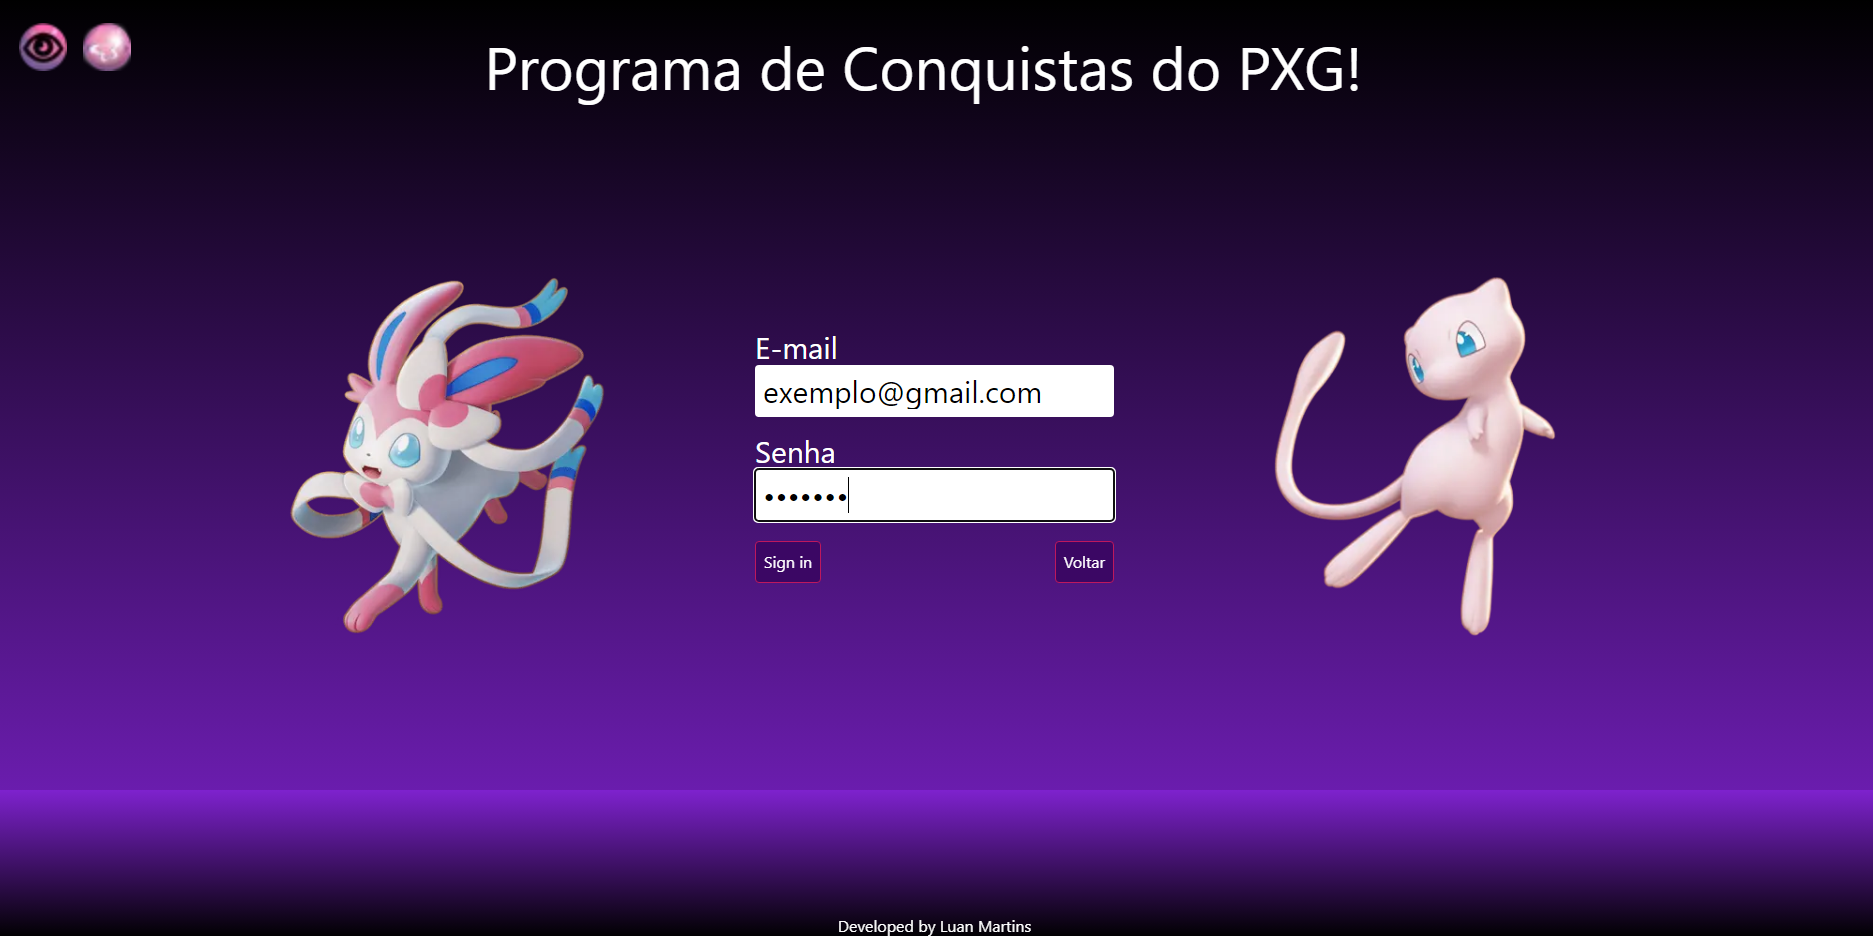 Programa de Conquistas do PXG!
E-mail
exemplo@gmail.com
Senha
•••••••
Sign in
Voltar
Developed by Luan Martins